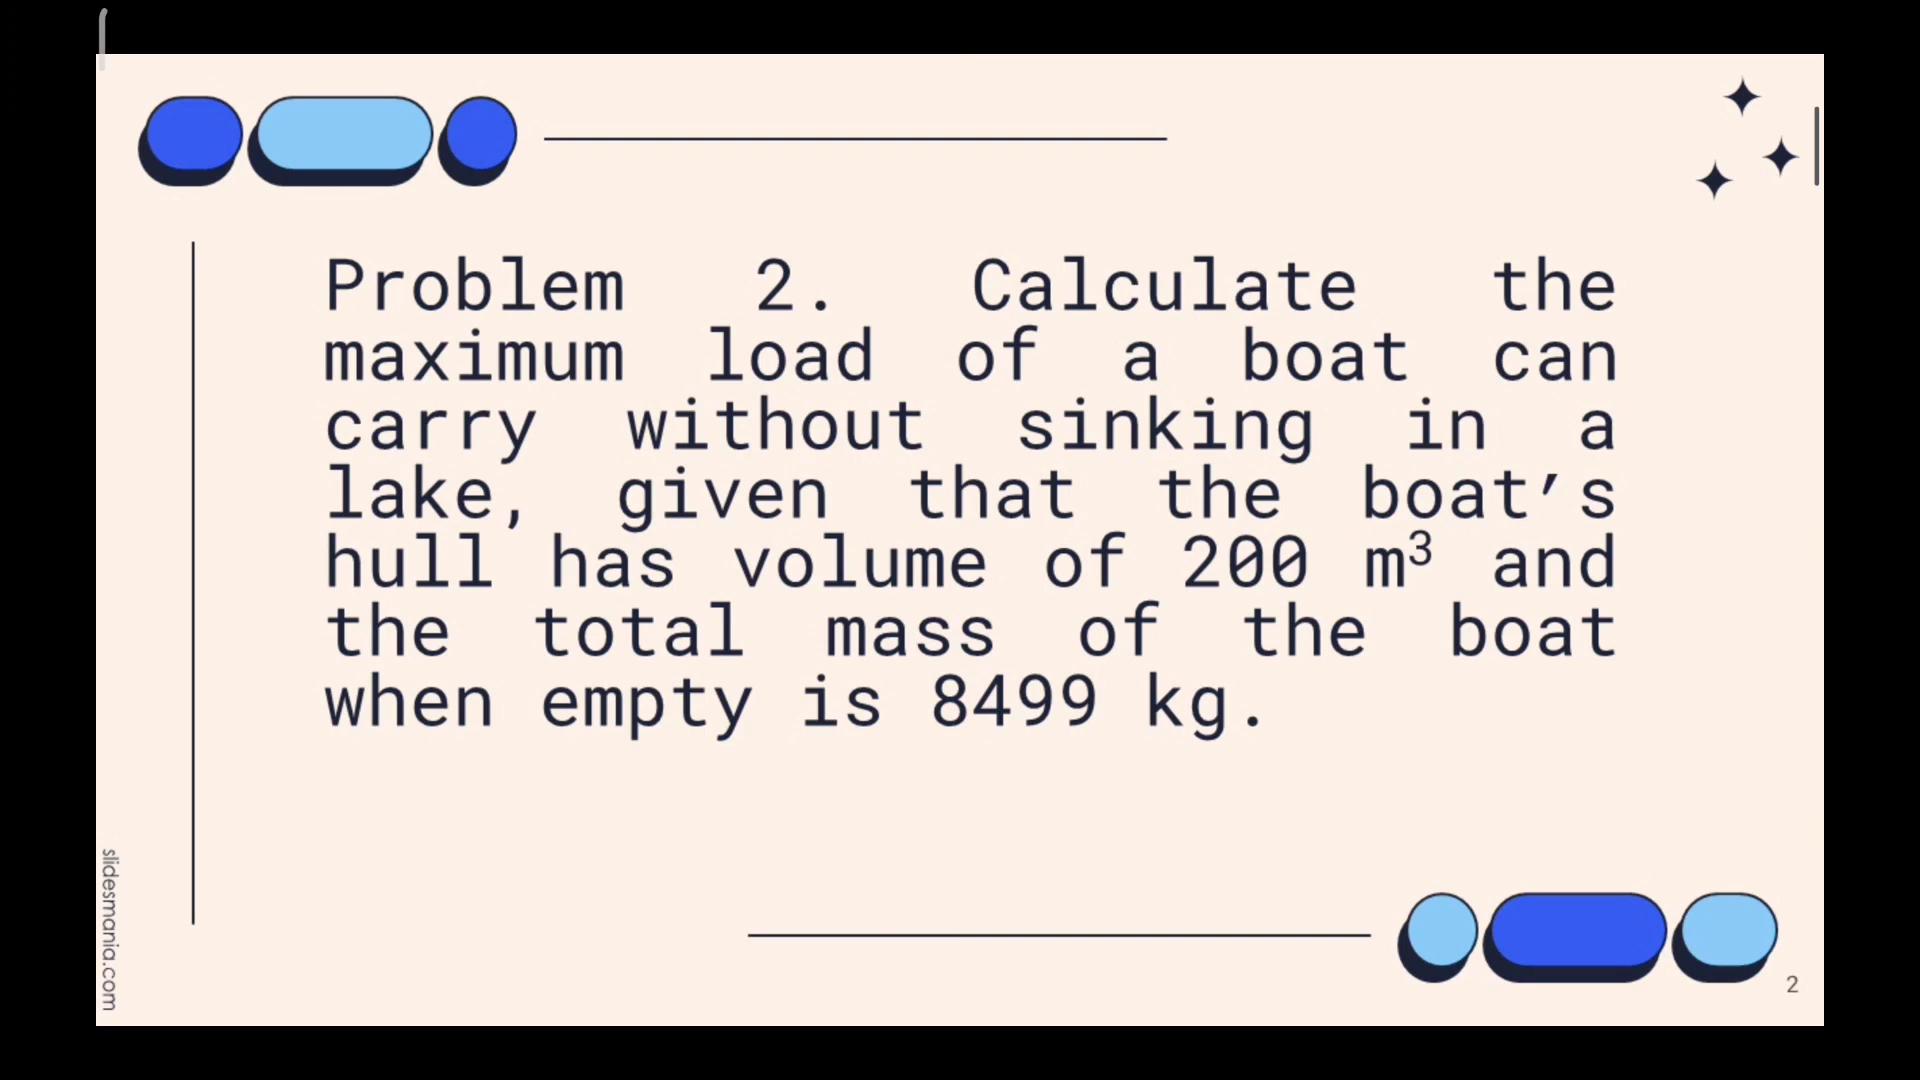 Problem 2. Calculate the
maximum load of a boat can
carry without sinking in a
lake, given that the boat’s
hull has volume of 200 m³ and
the total mass of the boat
when empty is 8499 kg.
slidesmania.com
2